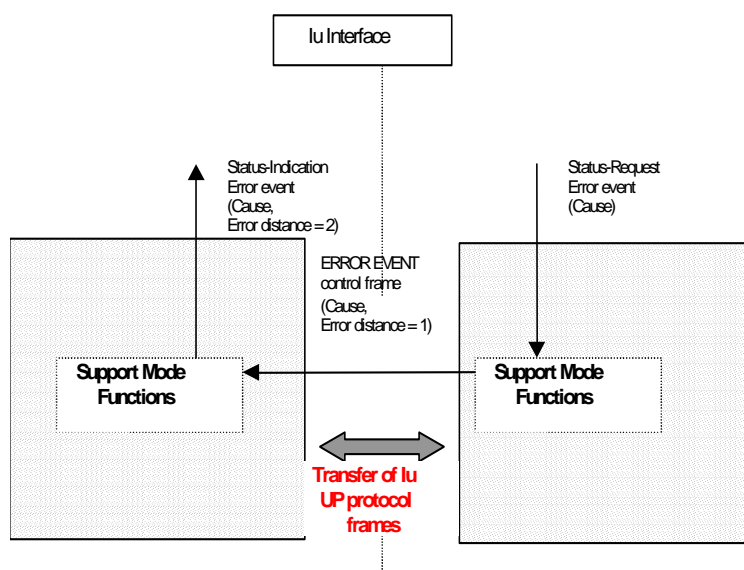 Iu Interface
Status-Indication
Error event
(Cause,
Error distance = 2)
Status-Request
Error event
(Cause)
ERROR EVENT
control frame
(Cause,
Error distance = 1)
Support Mode
Functions
Support Mode
Functions
Transfer of Iu
UP protocol
frames